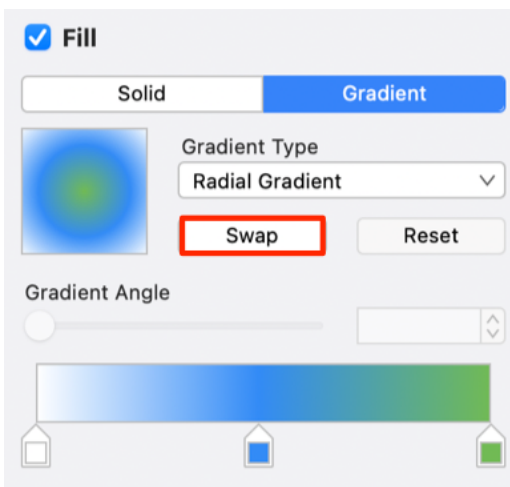 Fill
Solid Gradient
Gradient Type
Radial Gradient
Swap Reset
Gradient Angle